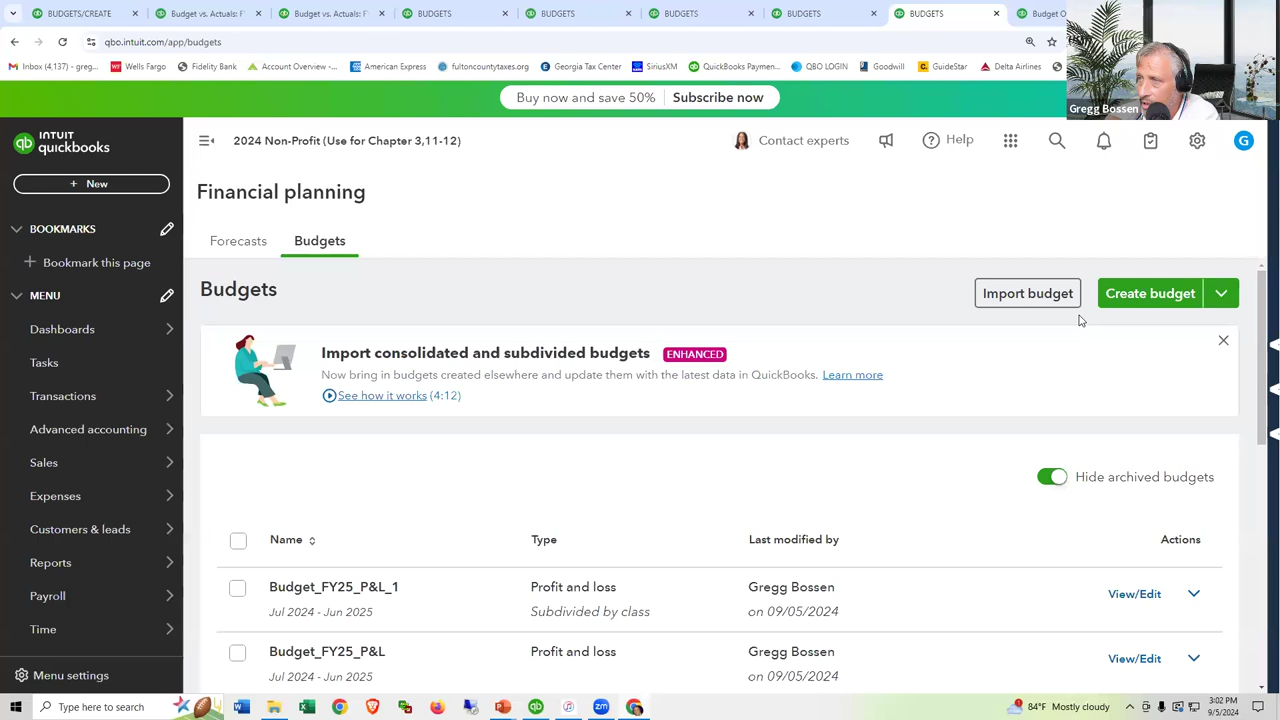 BUDGETS/CREATE
Budget vs. Actuals:
Budget vs. Actuals: F
BUDGETS
BUDGETS
BUDGETS
BUDGETS
BUDGETS
Budget O
qbo.intuit.com/app/budgets
Inbox (4,137) - greg...
Wells Fargo
Fidelity Bank
Account Overview -...
American Express
fultoncountytaxes.org
Georgia Tax Center
SiriusXM
QuickBooks Paymen...
QBO LOGIN
Goodwill
GuideStar
Delta Airlines
Gregg Bossen
Buy now and save 50% Subscribe now
INTUIT
quickbooks
2024 Non-Profit (Use for Chapter 3,11-12)
Contact experts
Help
G
+ New
Financial planning
BOOKMARKS
Forecasts
Budgets
Bookmark this page
MENU
Budgets
Import budget
Create budget
Dashboards
Tasks
Transactions
Advanced accounting
Sales
Expenses
Customers & leads
Reports
Payroll
Time
Menu settings
Import consolidated and subdivided budgets ENHANCED
Now bring in budgets created elsewhere and update them with the latest data in QuickBooks. Learn more
See how it works (4:12)
Hide archived budgets
Name
Type
Last modified by
Actions
Budget_FY25_P&L_1
Profit and loss
Gregg Bossen
View/Edit
Jul 2024 - Jun 2025
Subdivided by class
on 09/05/2024
Budget_FY25_P&L
Profit and loss
Gregg Bossen
View/Edit
Jul 2024 - Jun 2025
on 09/05/2024
Type here to search
84°F Mostly cloudy
3:02 PM
9/5/2024